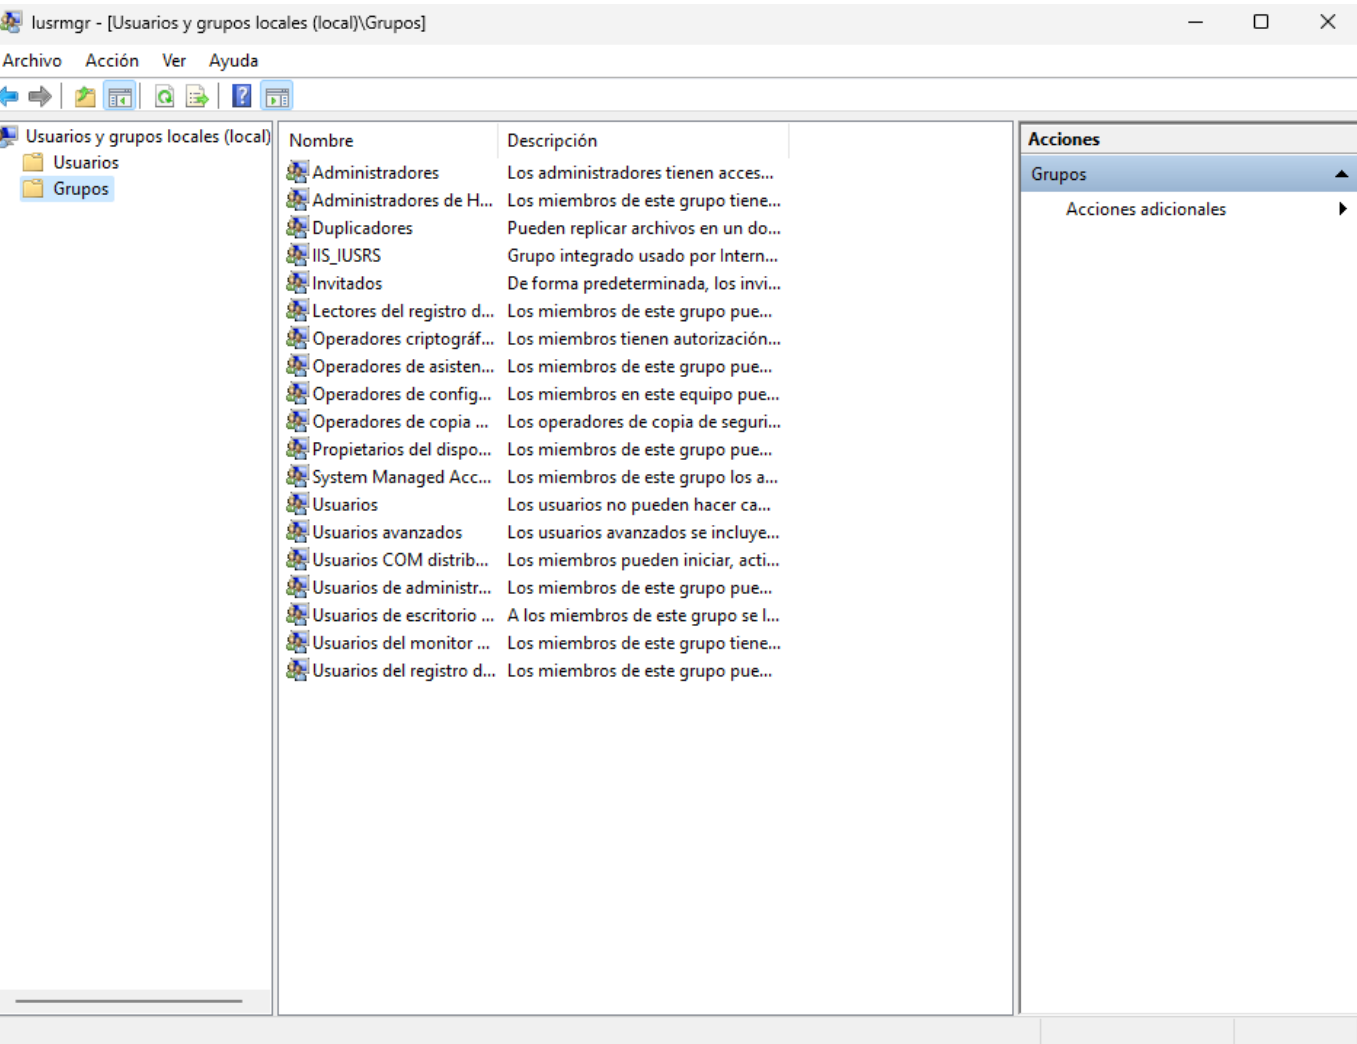 lusrmgr - [Usuarios y grupos locales (local)\Grupos]
Archivo Acción Ver Ayuda
Usuarios y grupos locales (local)
Usuarios
Grupos
Nombre Descripción
Administradores Los administradores tienen acces...
Administradores de H... Los miembros de este grupo tiene...
Duplicadores Pueden replicar archivos en un do...
IIS_IUSRS Grupo integrado usado por Intern...
Invitados De forma predeterminada, los invi...
Lectores del registro d... Los miembros de este grupo pue...
Operadores criptográf... Los miembros tienen autorización...
Operadores de asisten... Los miembros de este grupo pue...
Operadores de config... Los miembros en este equipo pue...
Operadores de copia ... Los operadores de copia de seguri...
Propietarios del dispo... Los miembros de este grupo pue...
System Managed Acc... Los miembros de este grupo los a...
Usuarios Los usuarios no pueden hacer ca...
Usuarios avanzados Los usuarios avanzados se incluye...
Usuarios COM distrib... Los miembros pueden iniciar, acti...
Usuarios de administr... Los miembros de este grupo pue...
Usuarios de escritorio ... A los miembros de este grupo se l...
Usuarios del monitor ... Los miembros de este grupo tiene...
Usuarios del registro d... Los miembros de este grupo pue...
Acciones
Grupos
Acciones adicionales